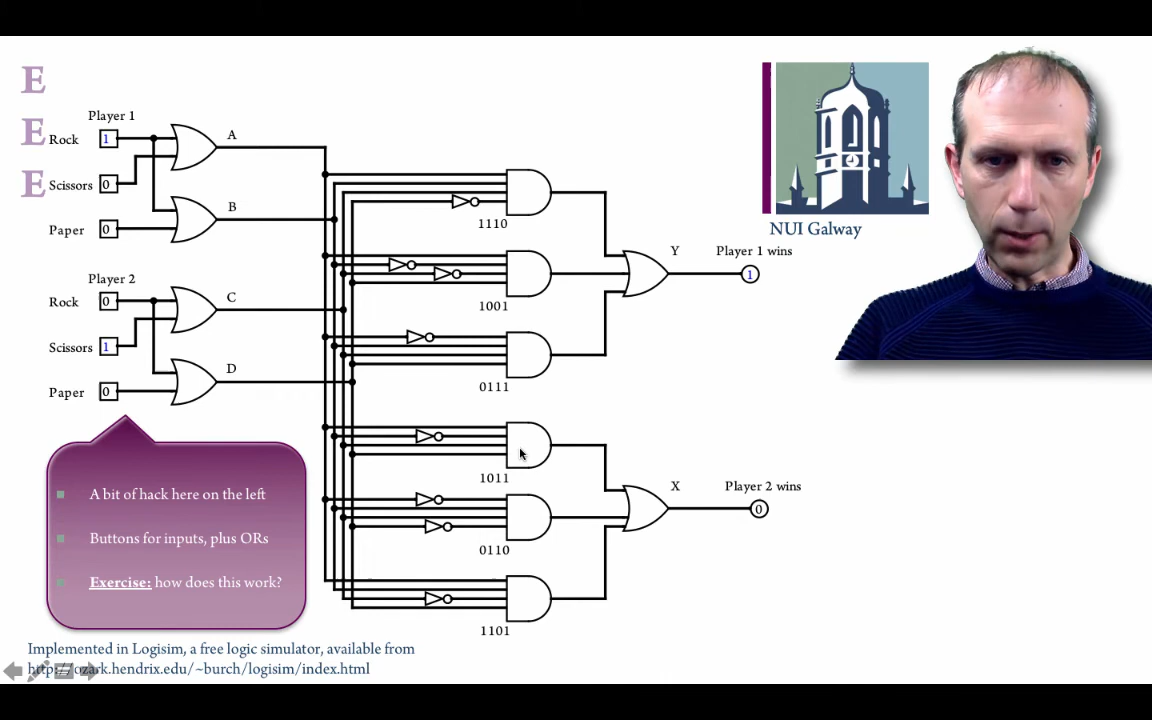 E
E
E
Player 1
Rock 1
Scissors 0
Paper 0
A
B
Player 2
Rock 0
Scissors 1
Paper 0
C
D
1110
1001
0111
1011
0110
1101
Y
Player 1 wins
1
X
Player 2 wins
0
NUI Galway
A bit of hack here on the left
Buttons for inputs, plus ORs
Exercise: how does this work?
Implemented in Logisim, a free logic simulator, available from
http://ozark.hendrix.edu/~burch/logisim/index.html